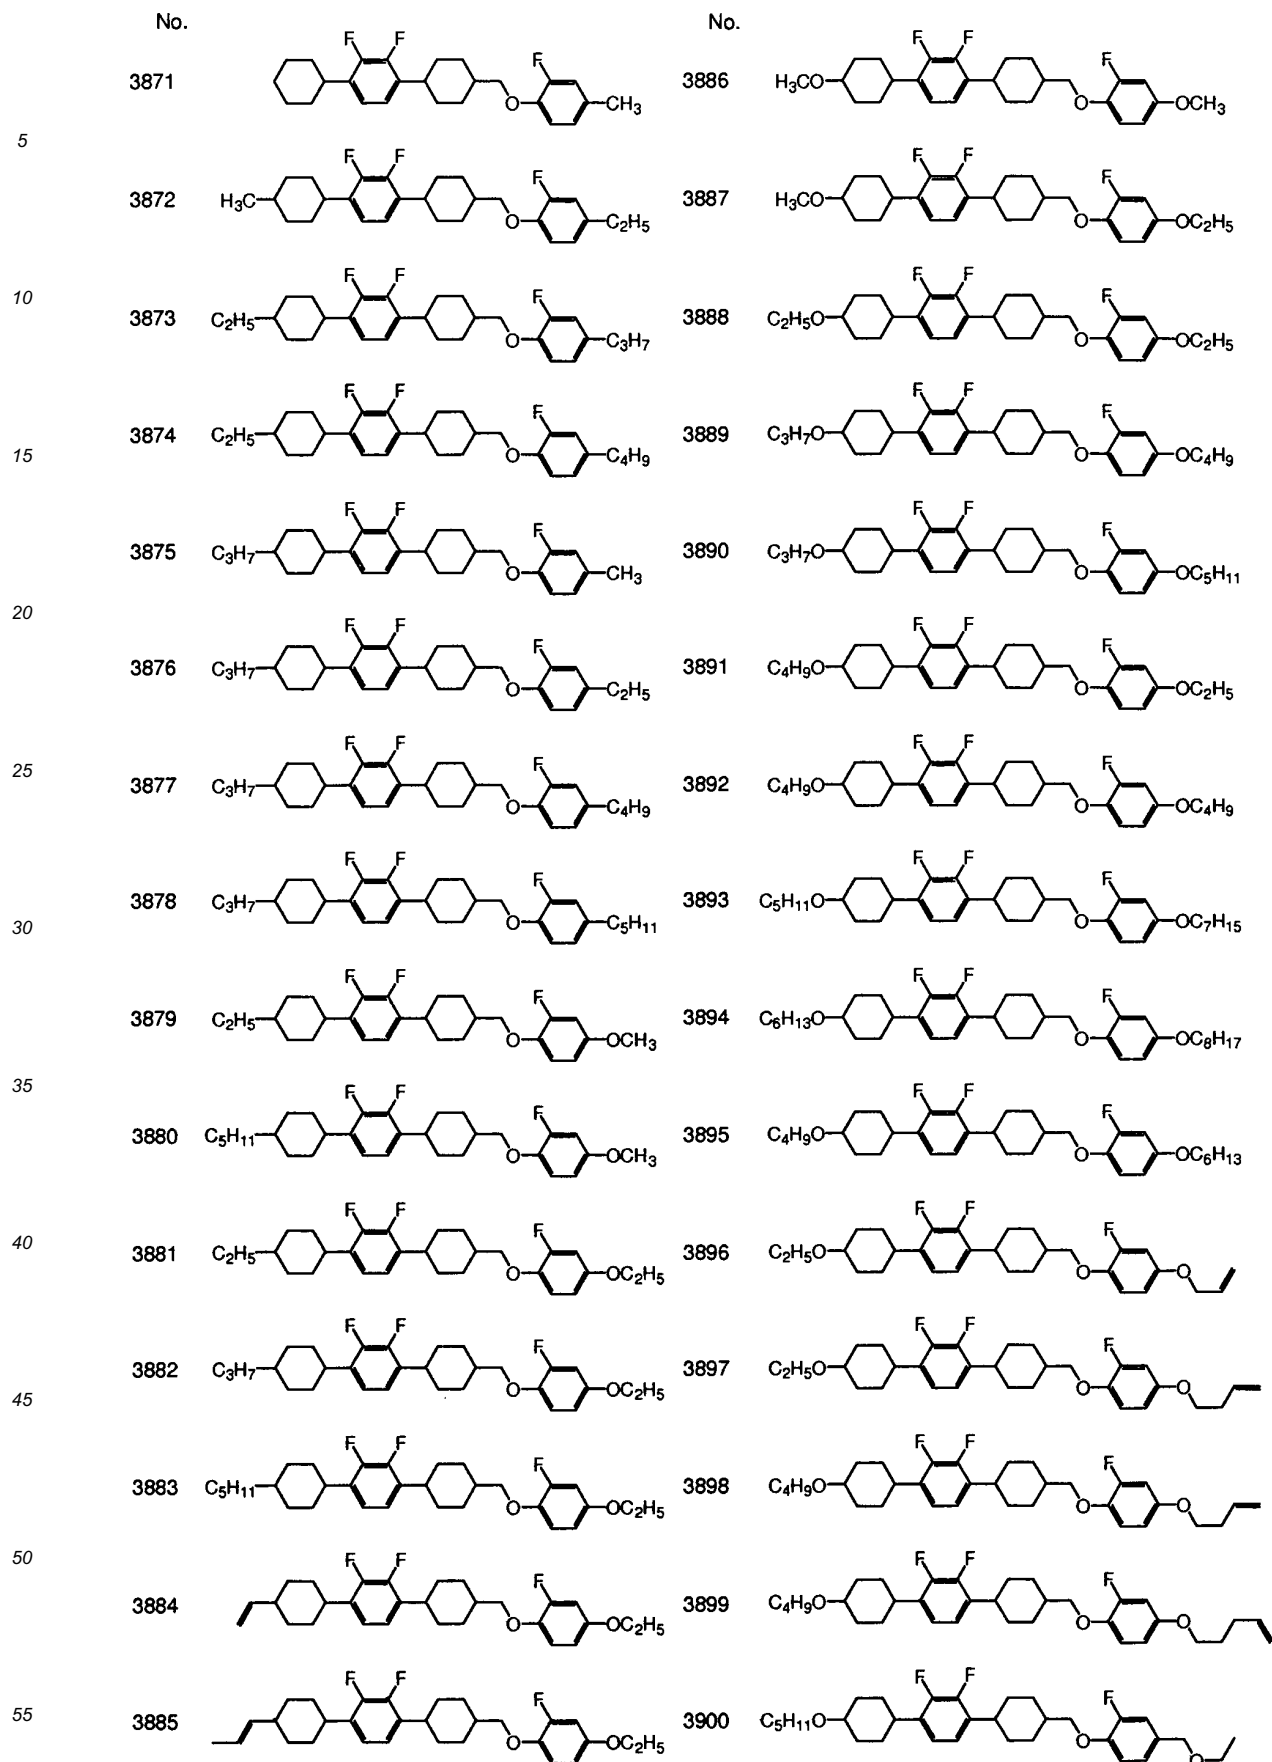 No. No.
F F F F
3871 F O CH3 3886 H3CO F O OCH3
5
F F F F
3872 H3C F O C2H5 3887 H3CO F O OC2H5
F F F F
10
3873 C2H5 F O C3H7 3888 C2H5O F O OC2H5
F F F F
3874 C2H5 F O C4H9 3889 C3H7O F O OC4H9
15
F F F F
3875 C3H7 F O CH3 3890 C3H7O F O OC5H11
20
F F F F
3876 C3H7 F O C2H5 3891 C4H9O F O OC2H5
F F F F
25
3877 C3H7 F O C4H9 3892 C4H9O F O OC4H9
F F F F
3878 C3H7 F O C5H11 3893 C5H11O F O OC7H15
30
F F F F
3879 C2H5 F O OCH3 3894 C6H13O F O OC8H17
35
F F F F
3880 C5H11 F O OCH3 3895 C4H9O F O OC6H13
F F F F
40
3881 C2H5 F O OC2H5 3896 C2H5O F O O
F F F F
3882 C3H7 F O OC2H5 3897 C2H5O F O O
45
F F F F
3883 C5H11 F O OC2H5 3898 C4H9O F O O
50
F F F F
3884 F O OC2H5 3899 C4H9O F O O
F F F F
55
3885 F O OC2H5 3900 C5H11O F O O